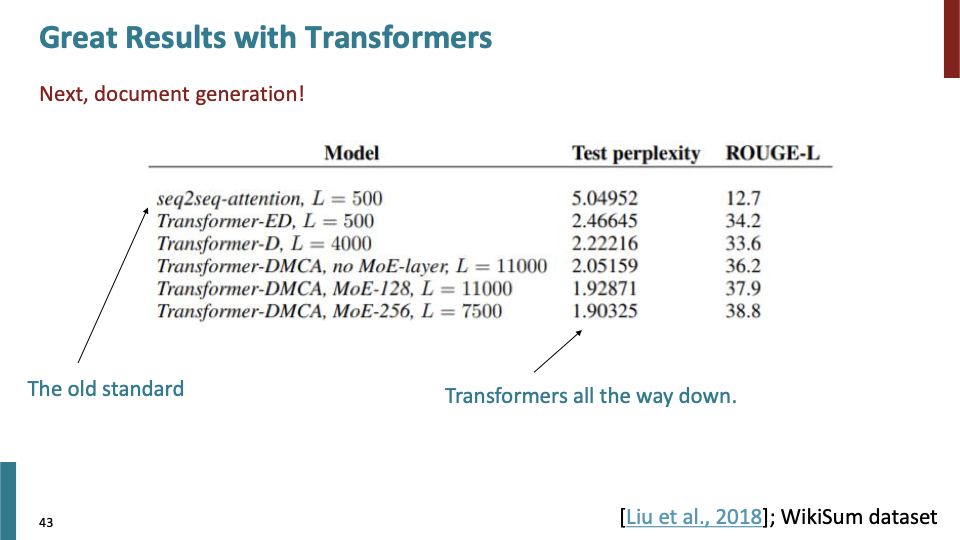 Great Results with Transformers
Next, document generation!
Model Test perplexity ROUGE-L
seq2seq-attention, L = 500 5.04952 12.7
Transformer-ED, L = 500 2.46645 34.2
Transformer-D, L = 4000 2.22216 33.6
Transformer-DMCA, no MoE-layer, L = 11000 2.05159 36.2
Transformer-DMCA, MoE-128, L = 11000 1.92871 37.9
Transformer-DMCA, MoE-256, L = 7500 1.90325 38.8
The old standard
Transformers all the way down.
43
[Liu et al., 2018]; WikiSum dataset